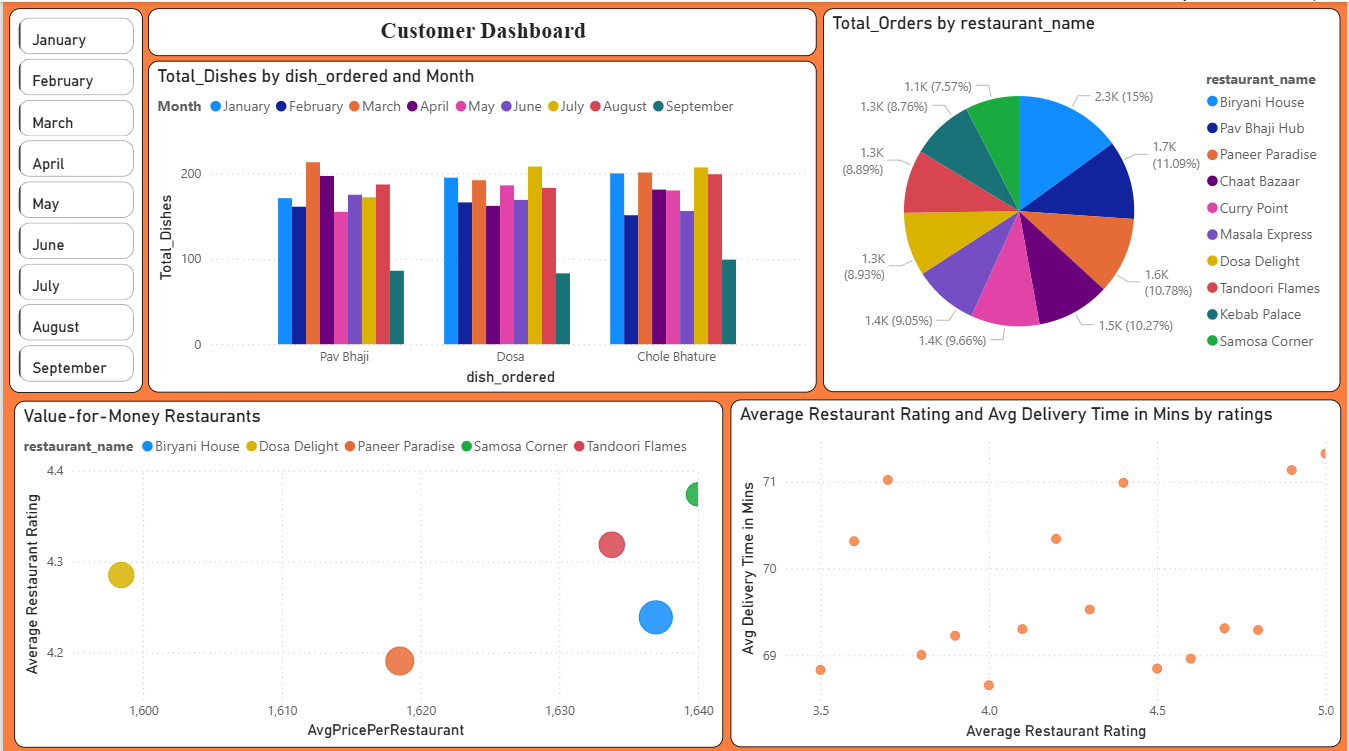 January
February
March
April
May
June
July
August
September
Customer Dashboard
Total_Dishes by dish_ordered and Month
Month January February March April May June July August September
Total_Dishes
200
100
0
Pav Bhaji Dosa Chole Bhature
dish_ordered
Total_Orders by restaurant_name
2.3K (15%)
1.7K
(11.09%)
1.6K
(10.78%)
1.5K (10.27%)
1.4K (9.66%)
1.4K (9.05%)
1.3K
(8.93%)
1.3K
(8.89%)
1.3K (8.76%)
1.1K (7.57%)
restaurant_name
Biryani House
Pav Bhaji Hub
Paneer Paradise
Chaat Bazaar
Curry Point
Masala Express
Dosa Delight
Tandoori Flames
Kebab Palace
Samosa Corner
Value-for-Money Restaurants
restaurant_name Biryani House Dosa Delight Paneer Paradise Samosa Corner Tandoori Flames
Average Restaurant Rating
4.4
4.3
4.2
1,600 1,610 1,620 1,630 1,640
AvgPricePerRestaurant
Average Restaurant Rating and Avg Delivery Time in Mins by ratings
Avg Delivery Time in Mins
71
70
69
3.5 4.0 4.5 5.0
Average Restaurant Rating